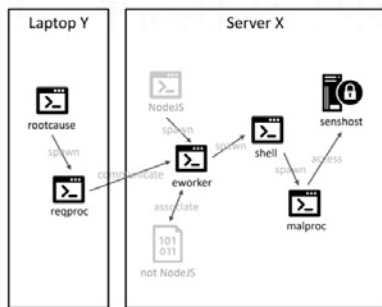 Laptop Y
Server X
rootcause
spawn
reqproc
communicate
NodeJS
spawn
eworker
associate
101
011
not NodeJS
spawn
shell
spawn
malproc
access
senshost